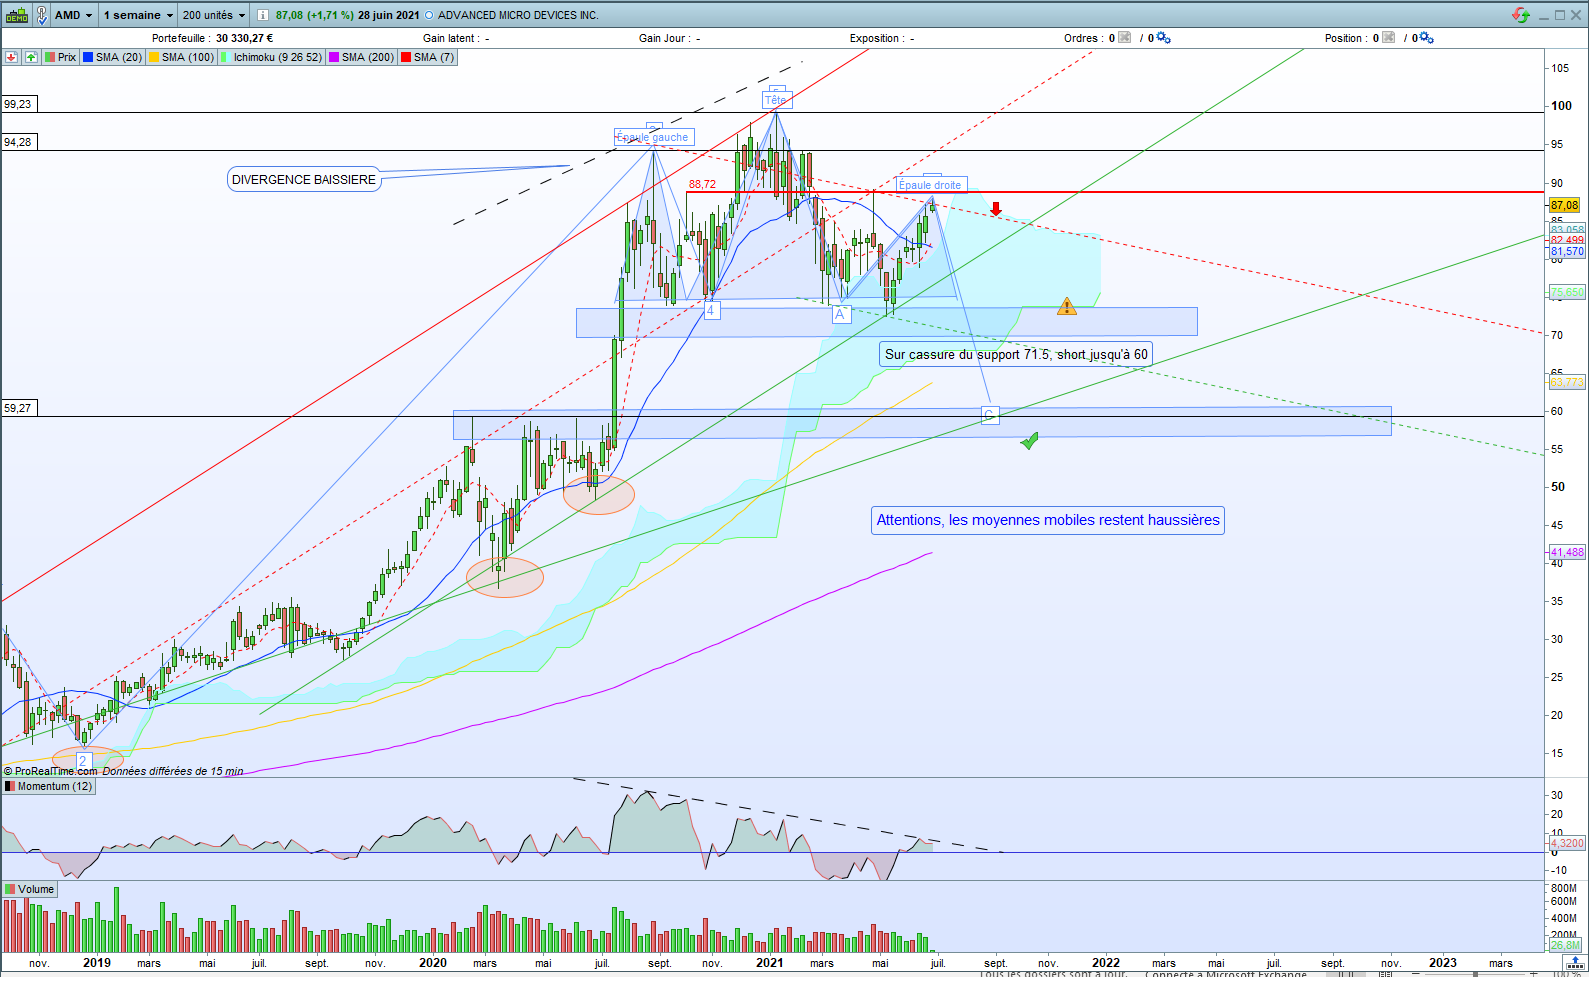 DEMO AMD 1 semaine 200 unités i 87,08 (+1,71 %) 28 juin 2021 ADVANCED MICRO DEVICES INC.
Portefeuille : 30 330,27 € Gain latent : - Gain Jour : - Exposition : - Ordres : 0 / 0 Position : 0 / 0
Prix SMA (20) SMA (100) Ichimoku (9 26 52) SMA (200) SMA (7)
105
99,23
Tête
100
94,28
Épaule gauche
95
DIVERGENCE BAISSIERE
88,72
Épaule droite
90
87,08
85
83,058
82,499
81,570
80
75,650
75
4
A
70
Sur cassure du support 71.5, short jusqu'à 60
65
63,773
59,27
C
60
55
50
Attentions, les moyennes mobiles restent haussières
45
41,488
40
35
30
25
20
15
2
© ProRealTime.com Données différées de 15 min
Momentum (12)
30
20
10
4,3200
0
-10
Volume
800M
600M
400M
200M
26,8M
nov. 2019 mars mai juil. sept. nov. 2020 mars mai juil. sept. nov. 2021 mars mai juil. sept. nov. 2022 mars mai juil. sept. nov. 2023 mars
Tous les dossiers sont à jour. Connecté à Microsoft Exchange 100 %